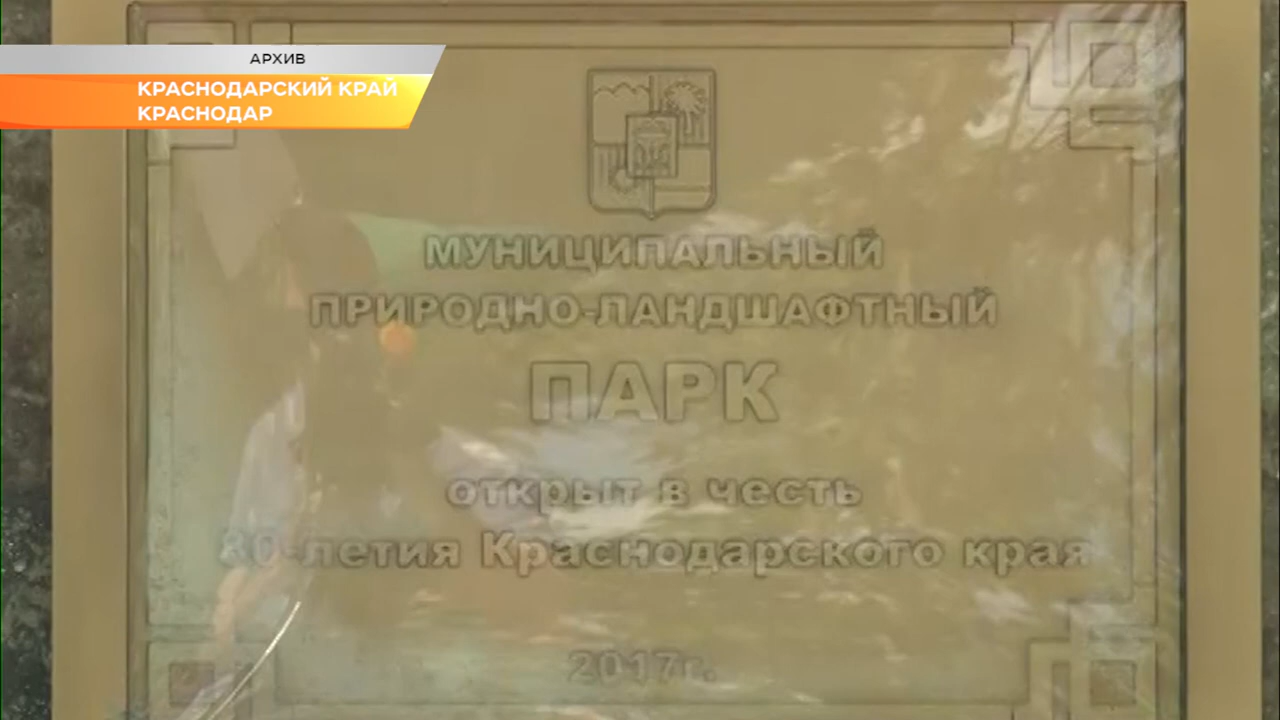 АРХИВ
КРАСНОДАРСКИЙ КРАЙ
КРАСНОДАР
МУНИЦИПАЛЬНЫЙ
ПРИРОДНО-ЛАНДШАФТНЫЙ
ПАРК
открыт в честь
80-летия Краснодарского края
2017г.